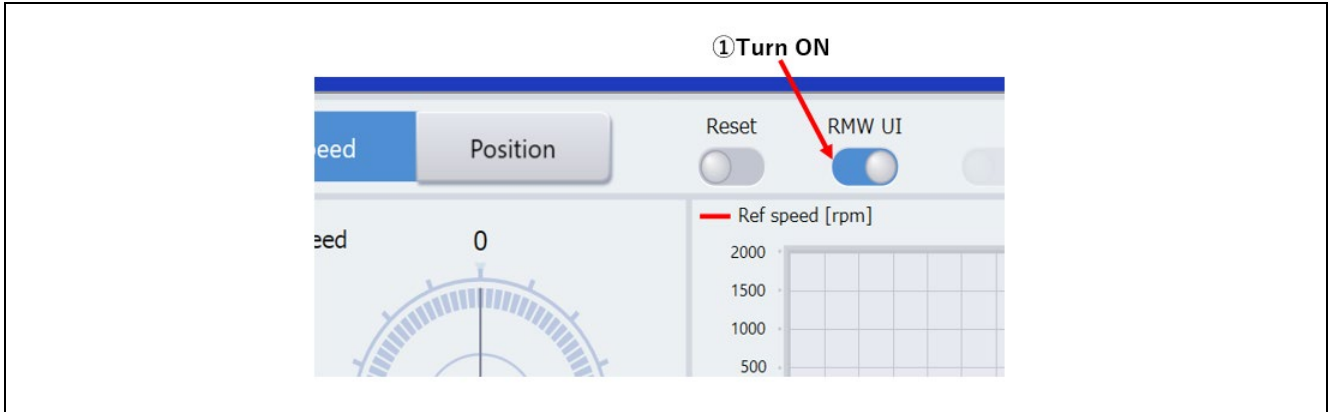 ①Turn ON
Reset RMW UI
eed Position
Ref speed [rpm]
eed 0
2000
1500
1000
500